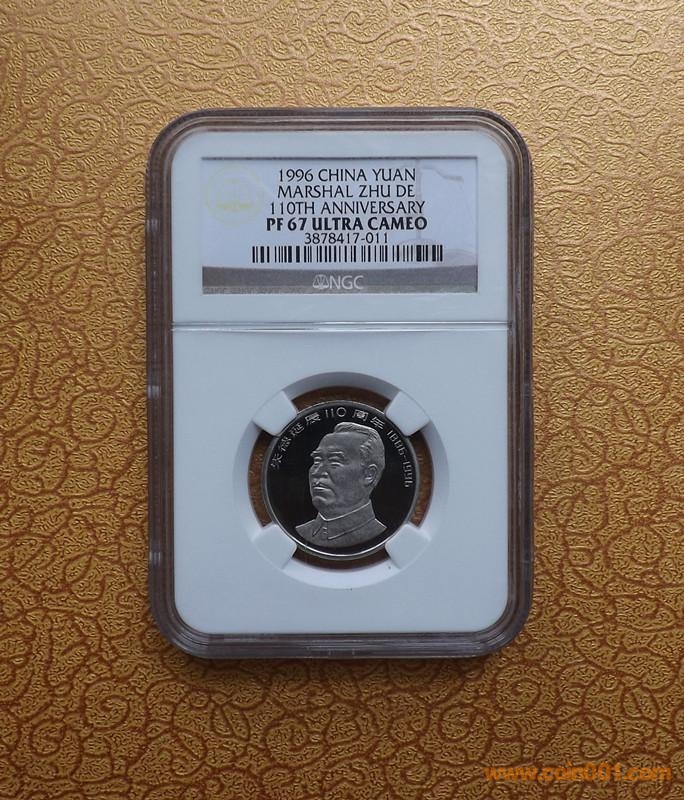 1996 CHINA YUAN
MARSHAL ZHU DE
110TH ANNIVERSARY
PF 67 ULTRA CAMEO
3878417-011
NGC
朱德诞辰110周年 1886-1996
www.coin001.com